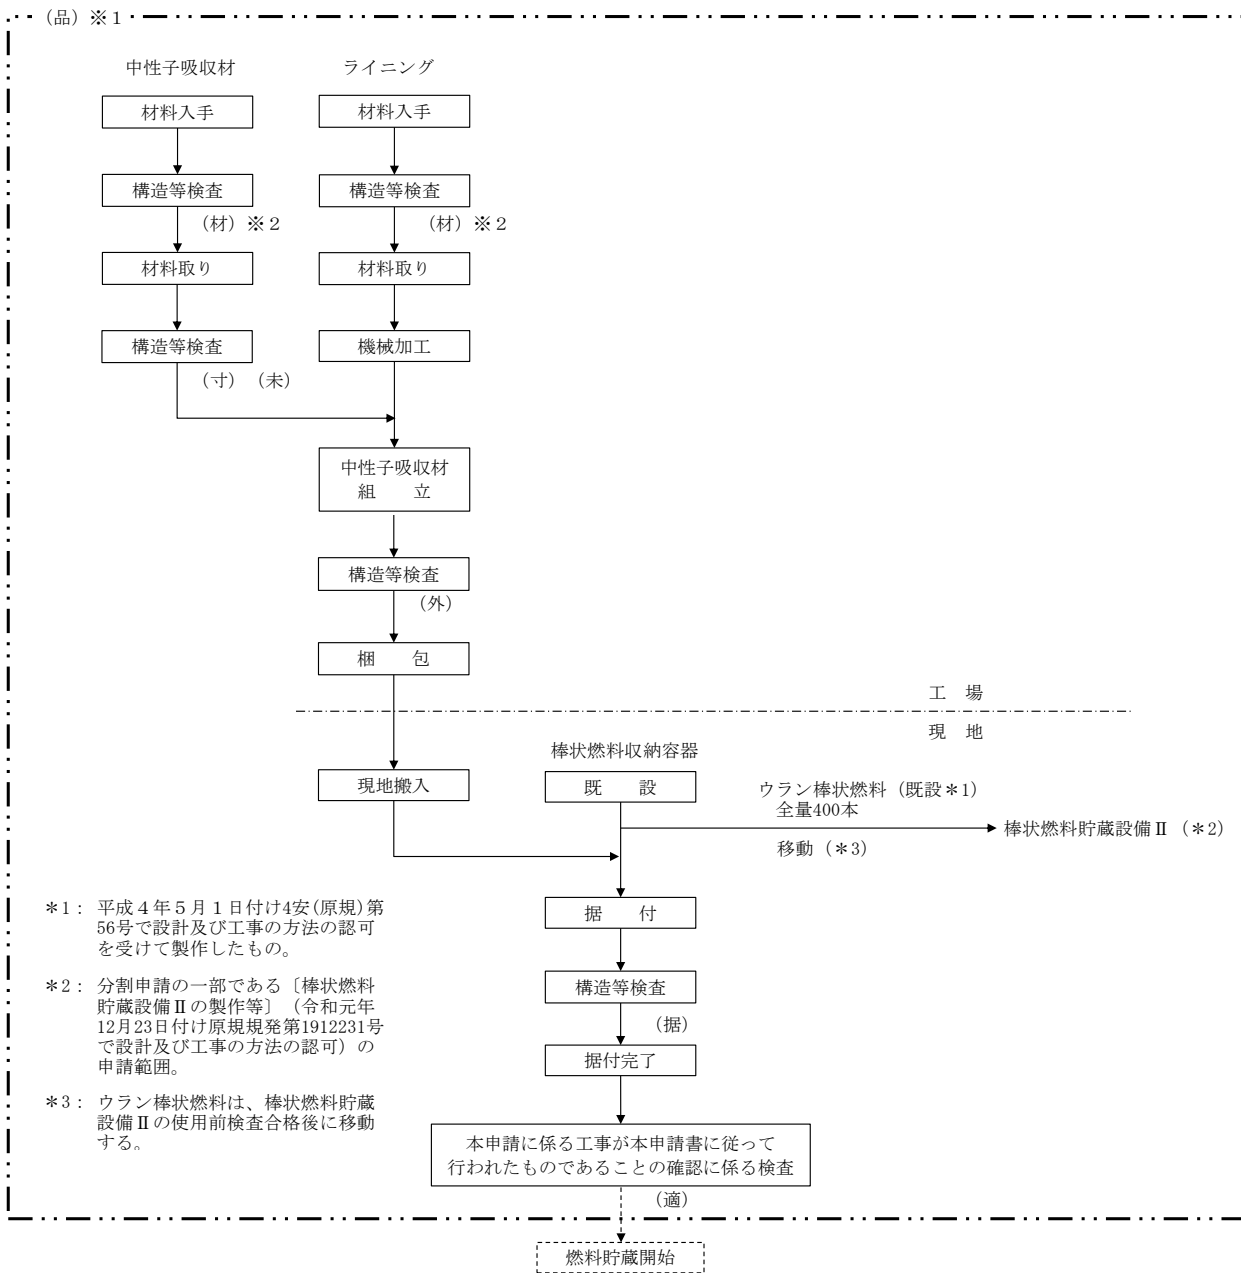 （品）※１
中性子吸収材
ライニング
材料入手
材料入手
構造等検査
構造等検査
（材）※２
（材）※２
材料取り
材料取り
構造等検査
機械加工
（寸）（未）
中性子吸収材
組　立
構造等検査
（外）
梱　包
工　場
現　地
棒状燃料収納容器
現地搬入
既　設
ウラン棒状燃料（既設＊1）
全量400本
棒状燃料貯蔵設備Ⅱ（＊2）
移動（＊3）
＊1： 平成４年５月１日付け4安(原規)第
56号で設計及び工事の方法の認可
を受けて製作したもの。
＊2： 分割申請の一部である〔棒状燃料
貯蔵設備Ⅱの製作等〕（令和元年
12月23日付け原規規発第1912231号
で設計及び工事の方法の認可）の
申請範囲。
＊3： ウラン棒状燃料は、棒状燃料貯蔵
設備Ⅱの使用前検査合格後に移動
する。
据　付
構造等検査
（据）
据付完了
本申請に係る工事が本申請書に従って
行われたものであることの確認に係る検査
（適）
燃料貯蔵開始